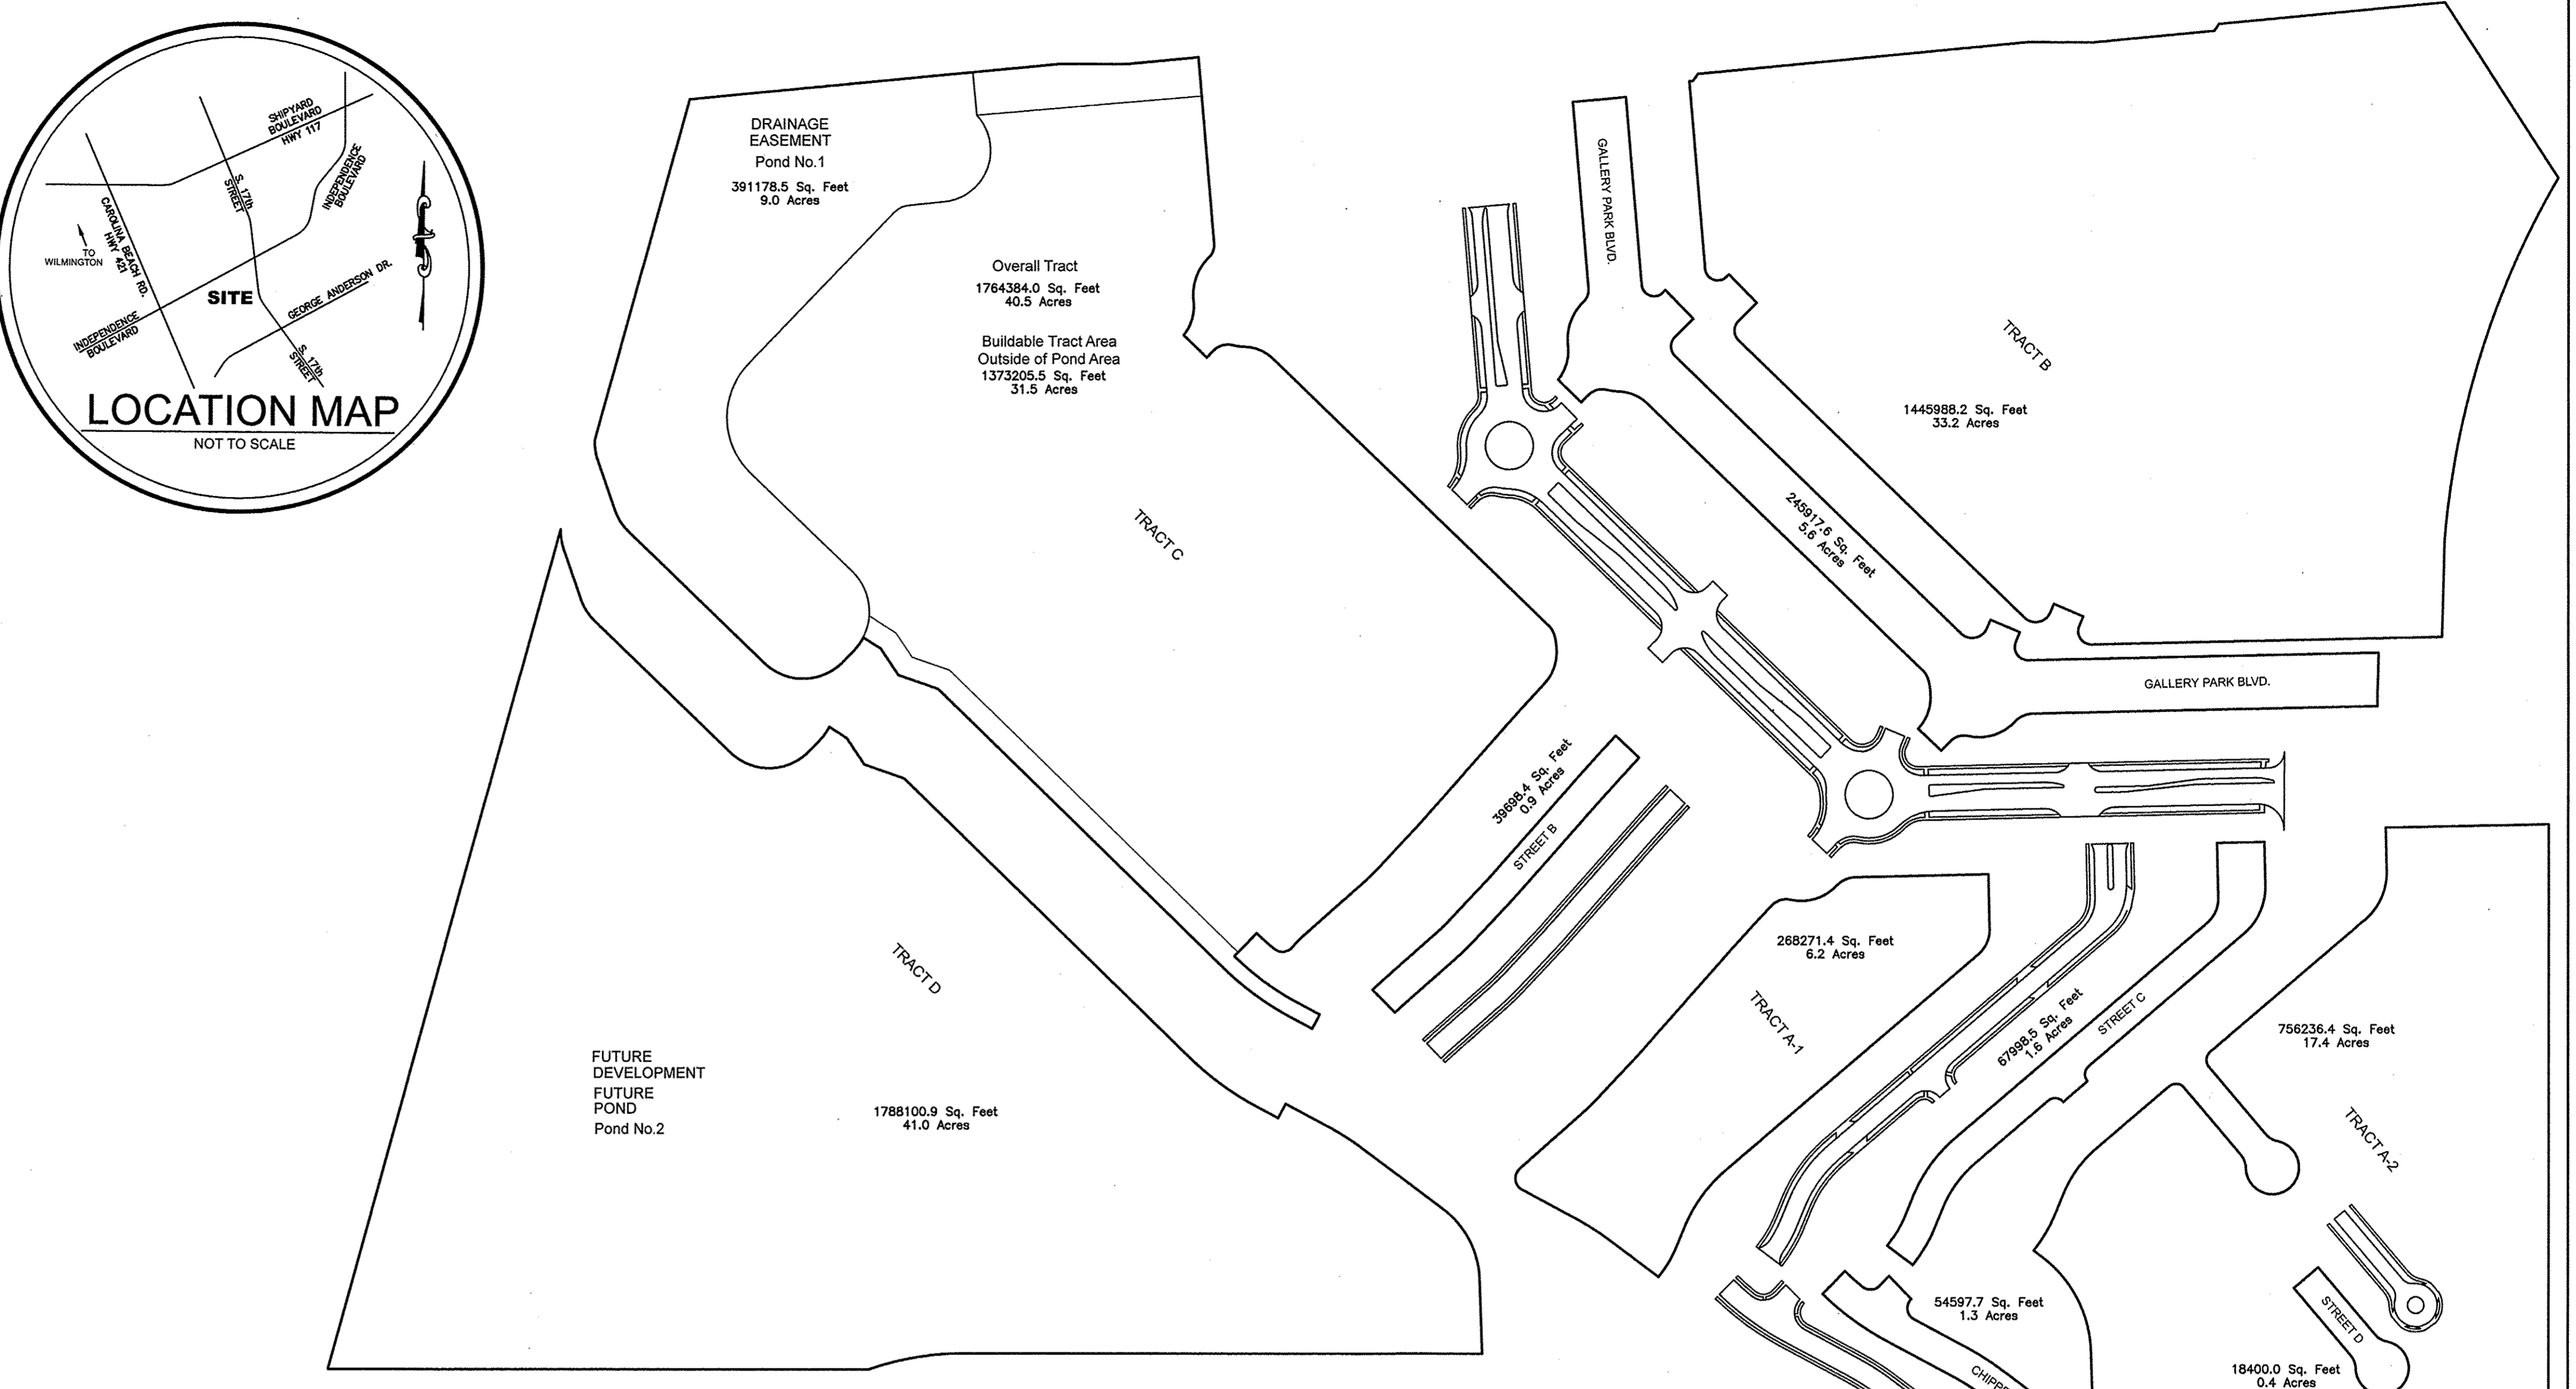 SHIPYARD
BOULEVARD
HWY 117
S. 17th
STREET
INDEPENDENCE
BOULEVARD
CAROLINA BEACH RD.
HWY 421
TO
WILMINGTON
SITE
GEORGE ANDERSON DR.
INDEPENDENCE
BOULEVARD
S. 17th
STREET
LOCATION MAP
NOT TO SCALE
DRAINAGE
EASEMENT
Pond No.1
391178.5 Sq. Feet
9.0 Acres
Overall Tract
1764384.0 Sq. Feet
40.5 Acres
Buildable Tract Area
Outside of Pond Area
1373205.5 Sq. Feet
31.5 Acres
TRACT C
GALLERY PARK BLVD.
TRACT B
1445988.2 Sq. Feet
33.2 Acres
245917.6 Sq. Feet
5.6 Acres
GALLERY PARK BLVD.
39698.4 Sq. Feet
0.9 Acres
STREET B
TRACT D
FUTURE
DEVELOPMENT
FUTURE
POND
Pond No.2
1788100.9 Sq. Feet
41.0 Acres
268271.4 Sq. Feet
6.2 Acres
TRACT A-1
67998.5 Sq. Feet
1.6 Acres
STREET C
756236.4 Sq. Feet
17.4 Acres
TRACT A-2
54597.7 Sq. Feet
1.3 Acres
STREET D
18400.0 Sq. Feet
0.4 Acres